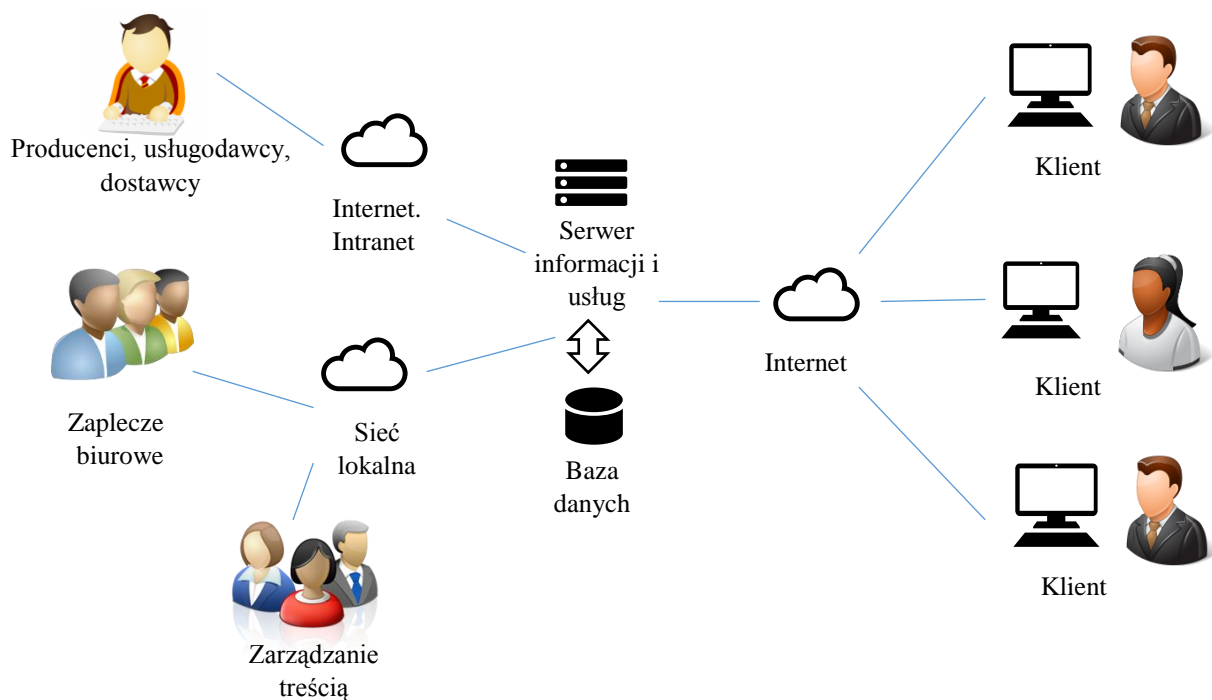 Producenci, usługodawcy,
dostawcy
Internet.
Intranet
Serwer
informacji i
usług
Klient
Zaplecze
biurowe
Sieć
lokalna
Baza
danych
Internet
Klient
Zarządzanie
treścią
Klient